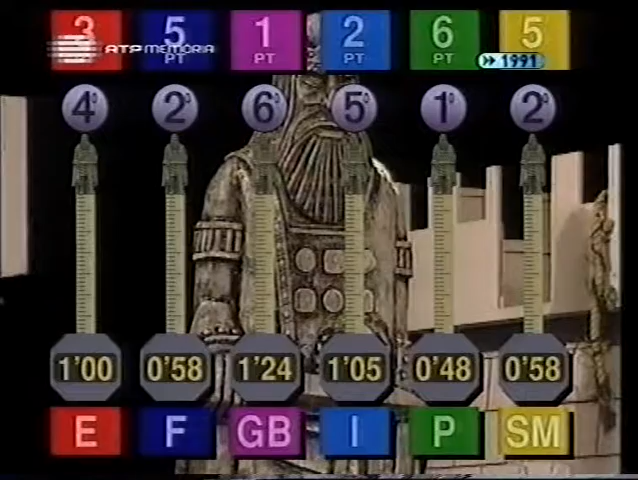 3 5 1 2 6 5
PT PT PT PT
RTP MEMÓRIA
1991
4º 2º 6º 5º 1º 2º
1'00 0'58 1'24 1'05 0'48 0'58
E F GB I P SM